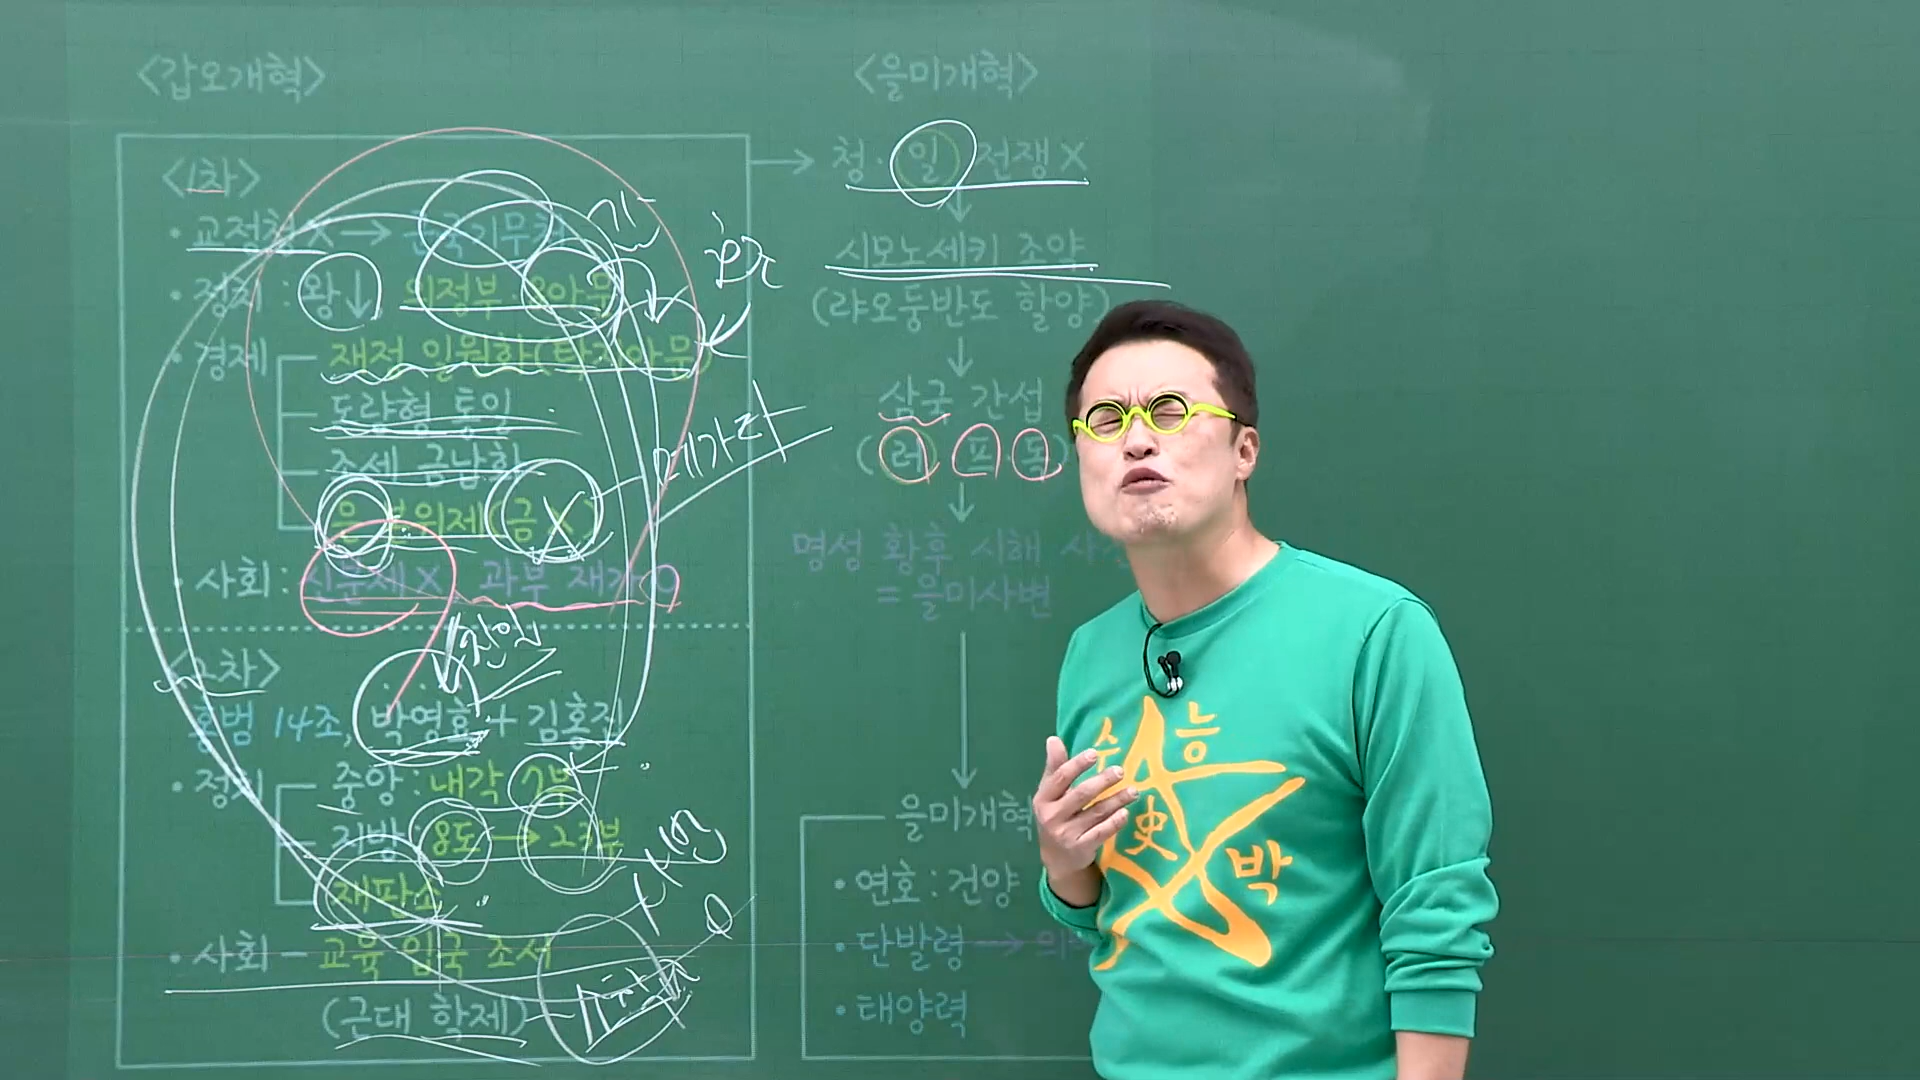 <갑오개혁>
<1차>
· 교정청 X → 군국기무처
· 정치 : 왕↓ 의정부 8아문
· 경제 재정 일원화(탁지아문)
도량형 통일
조세 금납화
은 본위제(금 X)
· 사회 : 신분제 X 과부 재가 O
<2차>
홍범 14조, 박영효 + 김홍집
· 정치 중앙 : 내각 7부
지방 : 8도 → 23부
재판소
· 사회 - 교육 입국 조서
(근대 학제)
<을미개혁>
→ 청·일 전쟁 X
↓
시모노세키 조약
(랴오둥반도 할양)
↓
삼국 간섭
(러 프 독)
↓
명성 황후 시해
= 을미사변
↓
을미개혁
· 연호 : 건양
· 단발령 →
· 태양력
메가리
친일
수능
史
박